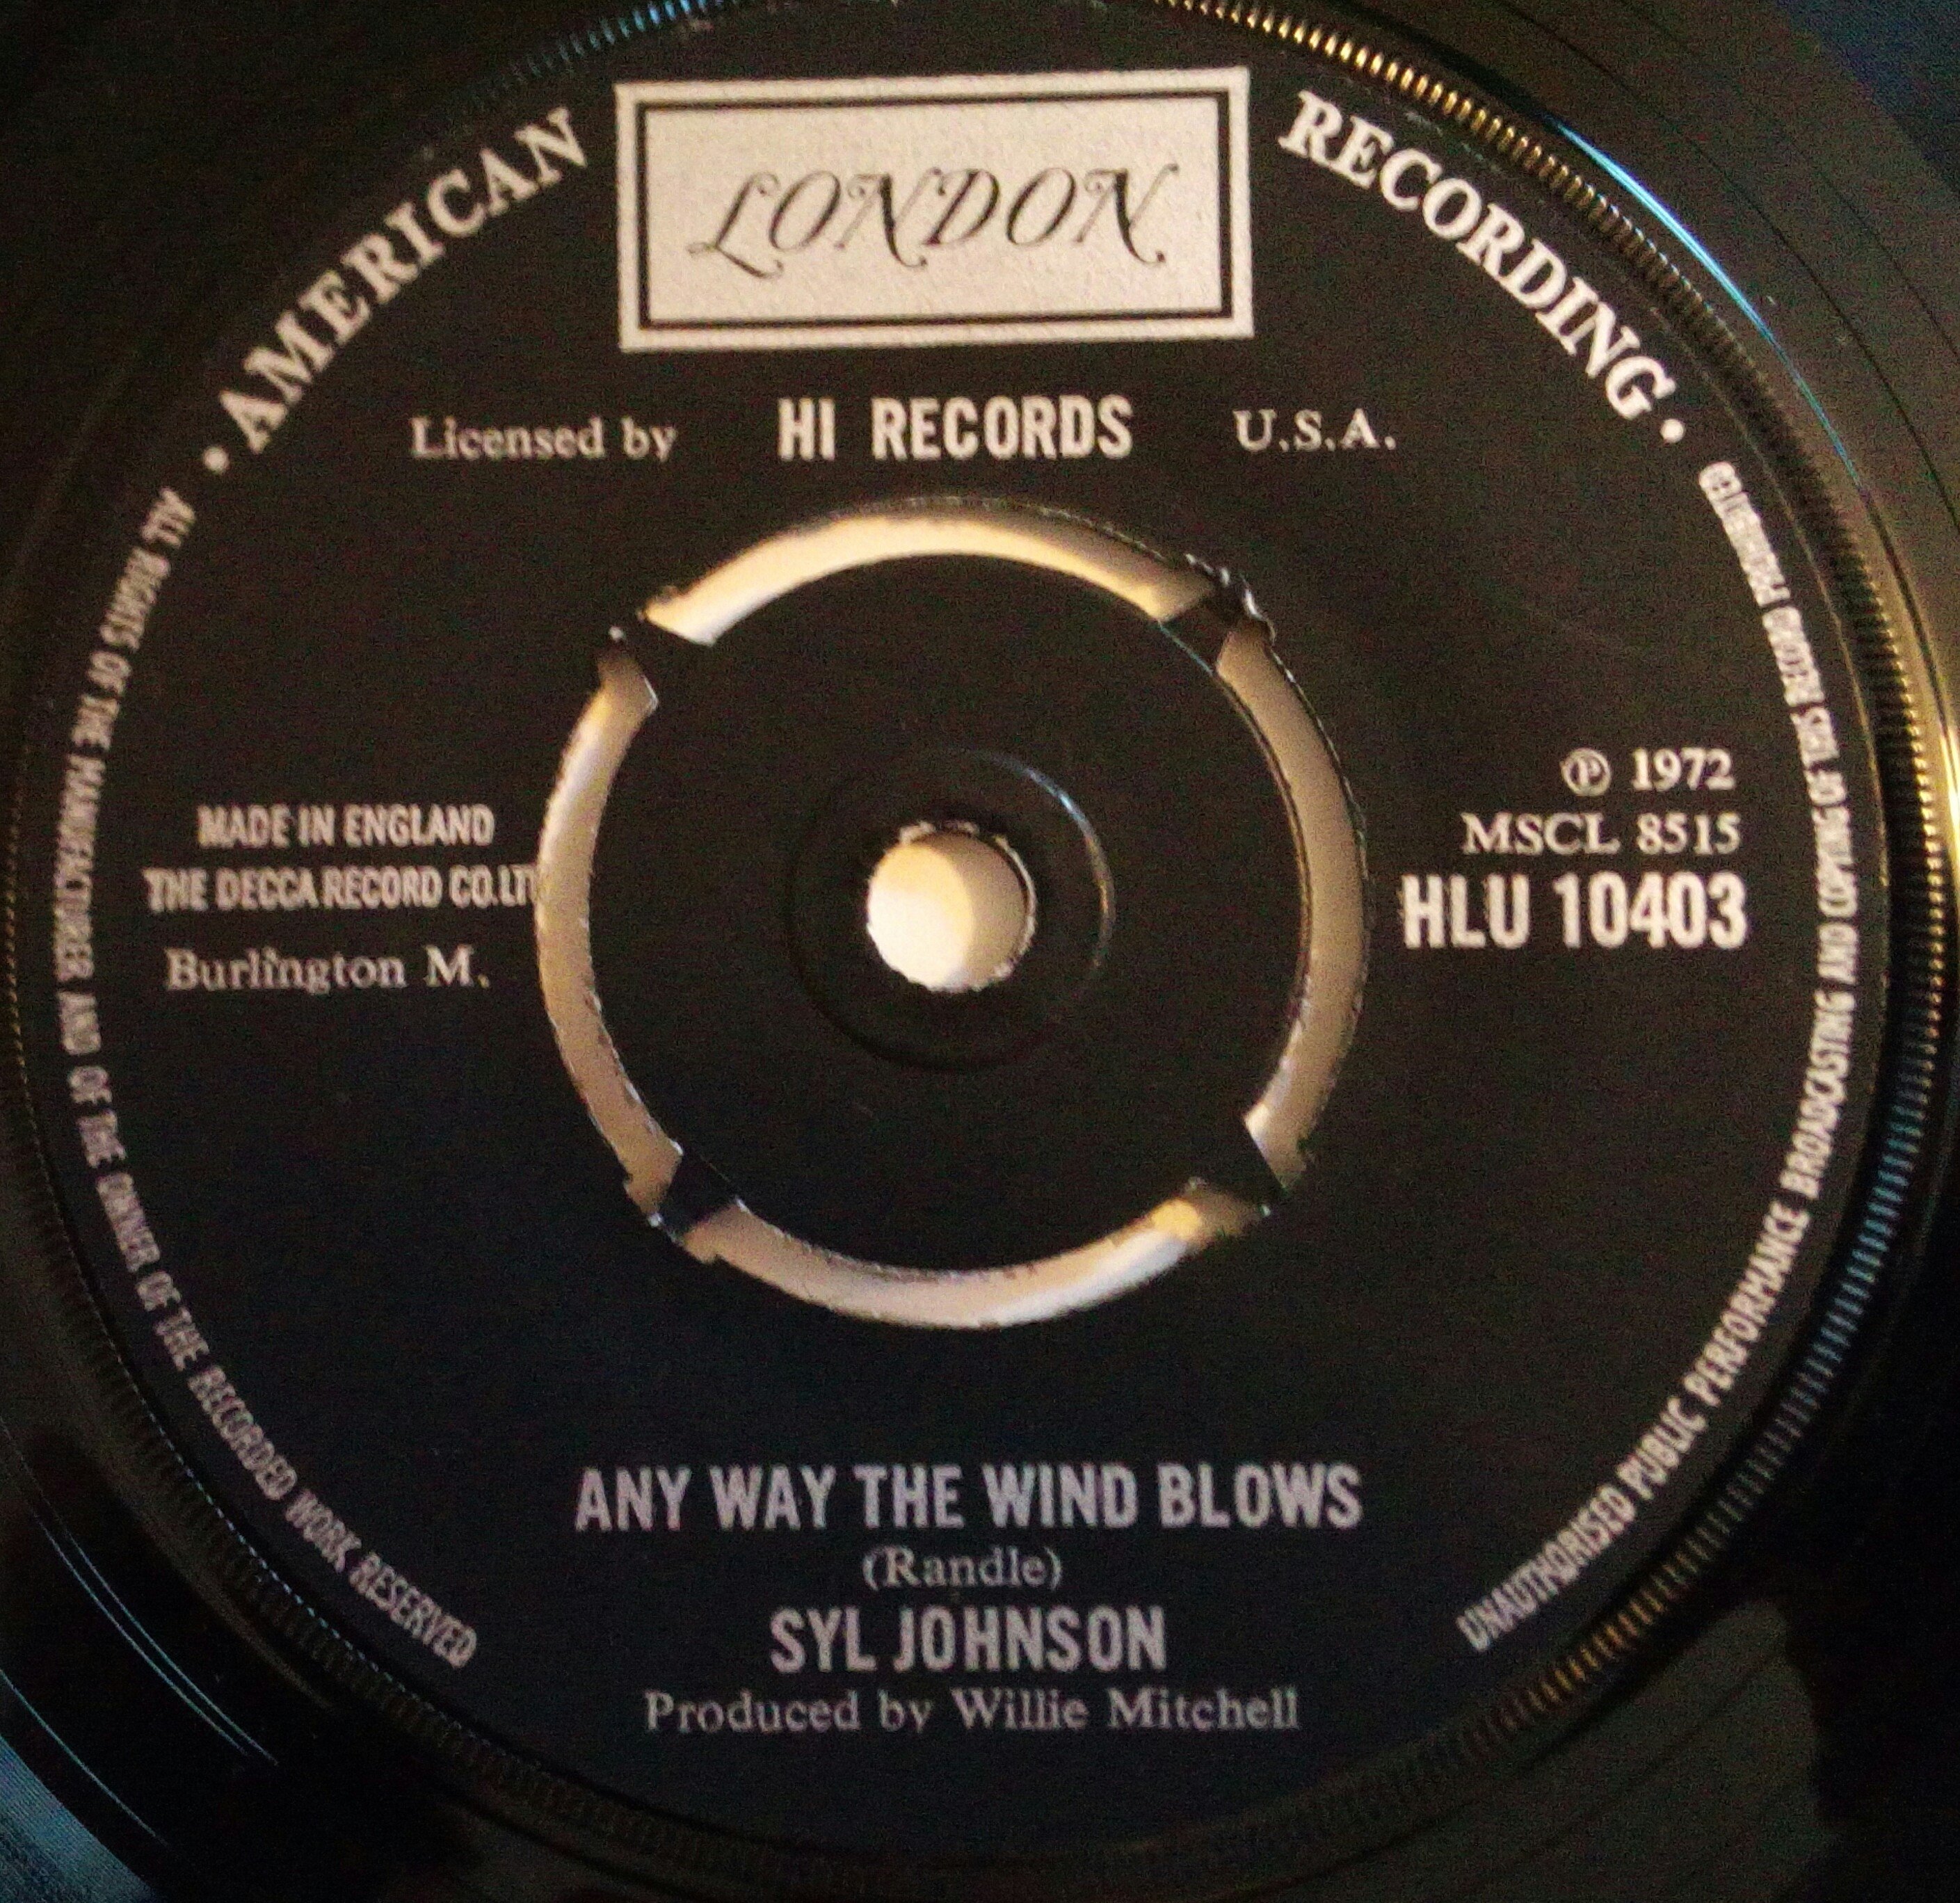 • AMERICAN
LONDON
RECORDING •
Licensed by HI RECORDS U.S.A.
MADE IN ENGLAND
THE DECCA RECORD CO.LT
Burlington M.
Ⓟ 1972
MSCL 8515
HLU 10403
ANY WAY THE WIND BLOWS
(Randle)
SYL JOHNSON
Produced by Willie Mitchell
ALL RIGHTS OF THE MANUFACTURER AND OF THE OWNER OF THE RECORDED WORK RESERVED
UNAUTHORISED PUBLIC PERFORMANCE BROADCASTING AND COPYING OF THIS RECORD PROHIBITED